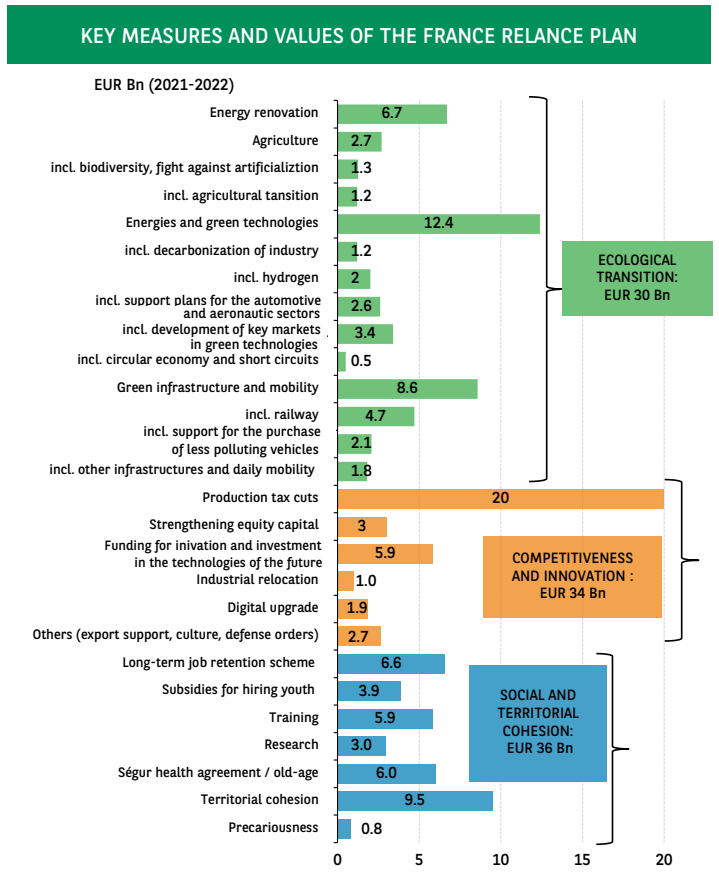 KEY MEASURES AND VALUES OF THE FRANCE RELANCE PLAN
EUR Bn (2021-2022)
Energy renovation 6.7
Agriculture 2.7
incl. biodiversity, fight against artificializtion 1.3
incl. agricultural tansition 1.2
Energies and green technologies 12.4
incl. decarbonization of industry 1.2
incl. hydrogen 2
incl. support plans for the automotive
and aeronautic sectors 2.6
incl. development of key markets
in green technologies 3.4
incl. circular economy and short circuits 0.5
Green infrastructure and mobility 8.6
incl. railway 4.7
incl. support for the purchase
of less polluting vehicles 2.1
incl. other infrastructures and daily mobility 1.8
ECOLOGICAL
TRANSITION:
EUR 30 Bn
Production tax cuts 20
Strengthening equity capital 3
Funding for inivation and investment
in the technologies of the future 5.9
Industrial relocation 1.0
Digital upgrade 1.9
Others (export support, culture, defense orders) 2.7
COMPETITIVENESS
AND INNOVATION :
EUR 34 Bn
Long-term job retention scheme 6.6
Subsidies for hiring youth 3.9
Training 5.9
Research 3.0
Ségur health agreement / old-age 6.0
Territorial cohesion 9.5
Precariousness 0.8
SOCIAL AND
TERRITORIAL
COHESION:
EUR 36 Bn
0 5 10 15 20